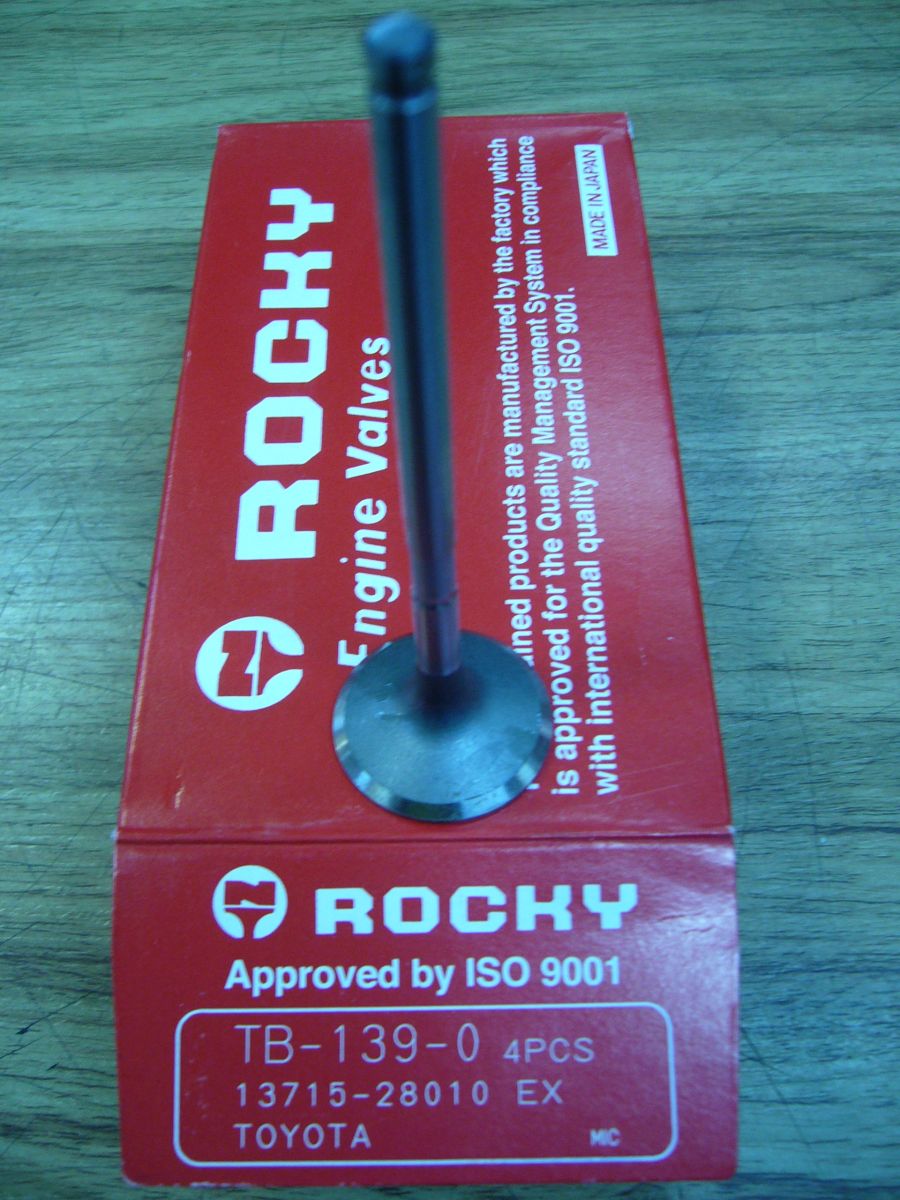 ROCKY
Engine Valves
products are manufactured by the factory which
is approved for the Quality Management System in compliance
with international quality standard ISO 9001.
MADE IN JAPAN
ROCKY
Approved by ISO 9001
TB-139-0 4PCS
13715-28010 EX
TOYOTA MIC